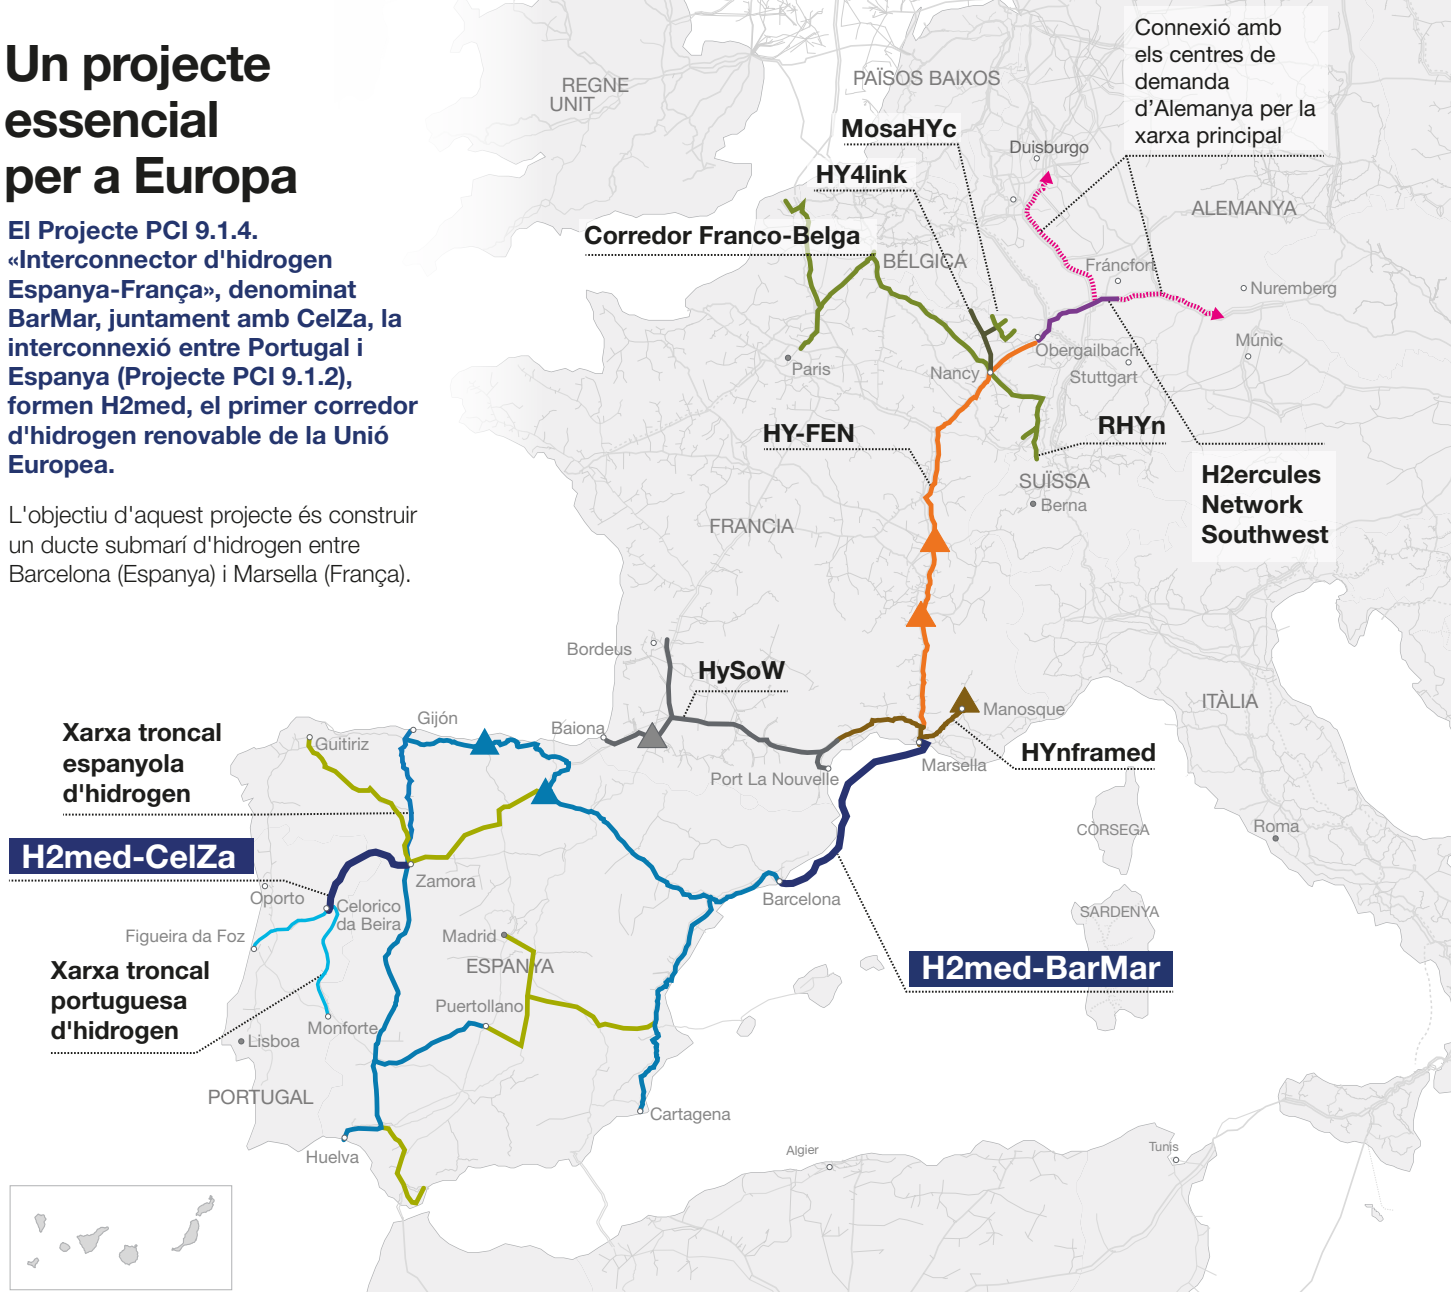 Un projecte
essencial
per a Europa
El Projecte PCI 9.1.4.
«Interconnector d'hidrogen
Espanya-França», denominat
BarMar, juntament amb CelZa, la
interconnexió entre Portugal i
Espanya (Projecte PCI 9.1.2),
formen H2med, el primer corredor
d'hidrogen renovable de la Unió
Europea.
L'objectiu d'aquest projecte és construir
un ducte submarí d'hidrogen entre
Barcelona (Espanya) i Marsella (França).
REGNE
UNIT
PAÏSOS BAIXOS
Connexió amb
els centres de
demanda
d'Alemanya per la
xarxa principal
MosaHYc
Duisburgo
HY4link
ALEMANYA
Corredor Franco-Belga
BÉLGICA
Fráncfort
Nuremberg
Múnic
Obergailbach
Stuttgart
Paris
Nancy
HY-FEN
RHYn
SUÏSSA
Berna
H2ercules
Network
Southwest
FRANCIA
Bordeus
HySoW
ITÀLIA
Manosque
Baiona
Gijón
Guitiriz
Xarxa troncal
espanyola
d'hidrogen
HYnframed
Marsella
Port La Nouvelle
CÒRSEGA
Roma
H2med-CelZa
Zamora
Barcelona
Oporto
Celorico
da Beira
SARDENYA
Figueira da Foz
Madrid
ESPANYA
H2med-BarMar
Xarxa troncal
portuguesa
d'hidrogen
Puertollano
Monforte
Lisboa
PORTUGAL
Cartagena
Huelva
Algier
Tunis